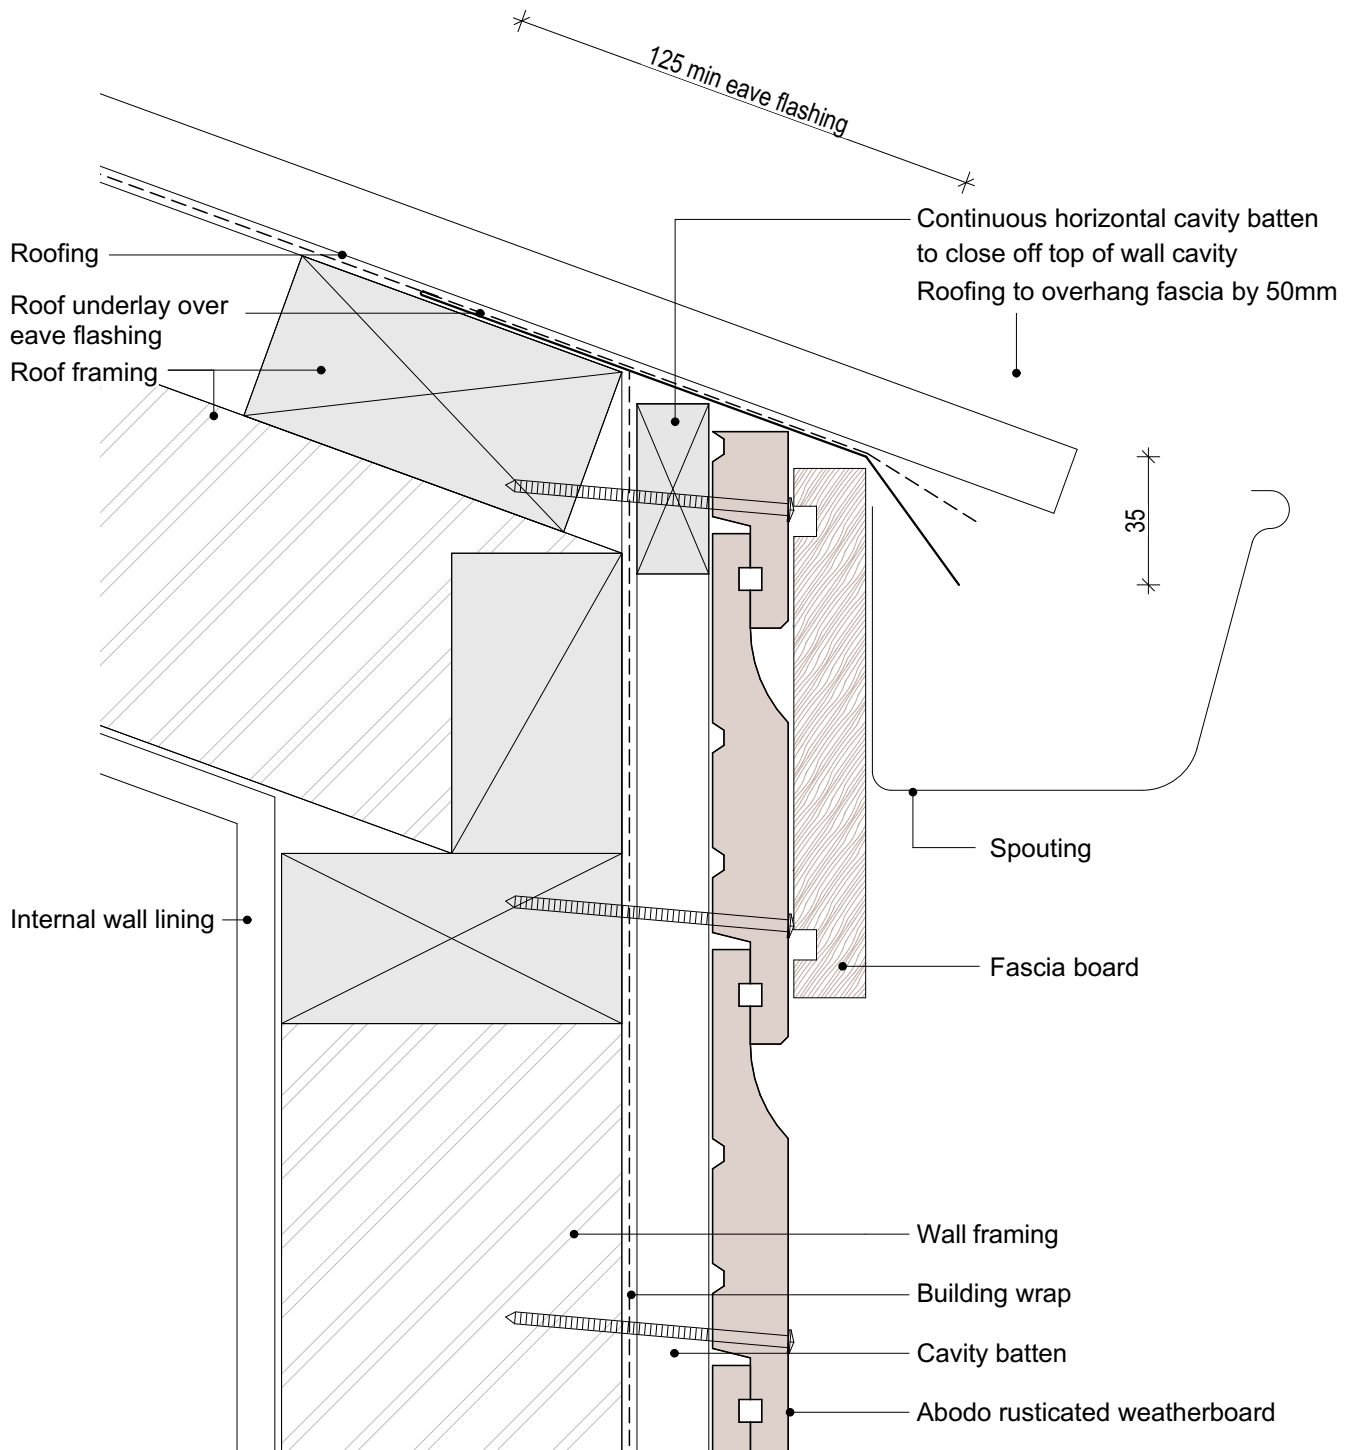 125 min eave flashing
Continuous horizontal cavity batten
to close off top of wall cavity
Roofing
Roofing to overhang fascia by 50mm
Roof underlay over
eave flashing
Roof framing
35
Spouting
Internal wall lining
Fascia board
Wall framing
Building wrap
Cavity batten
Abodo rusticated weatherboard